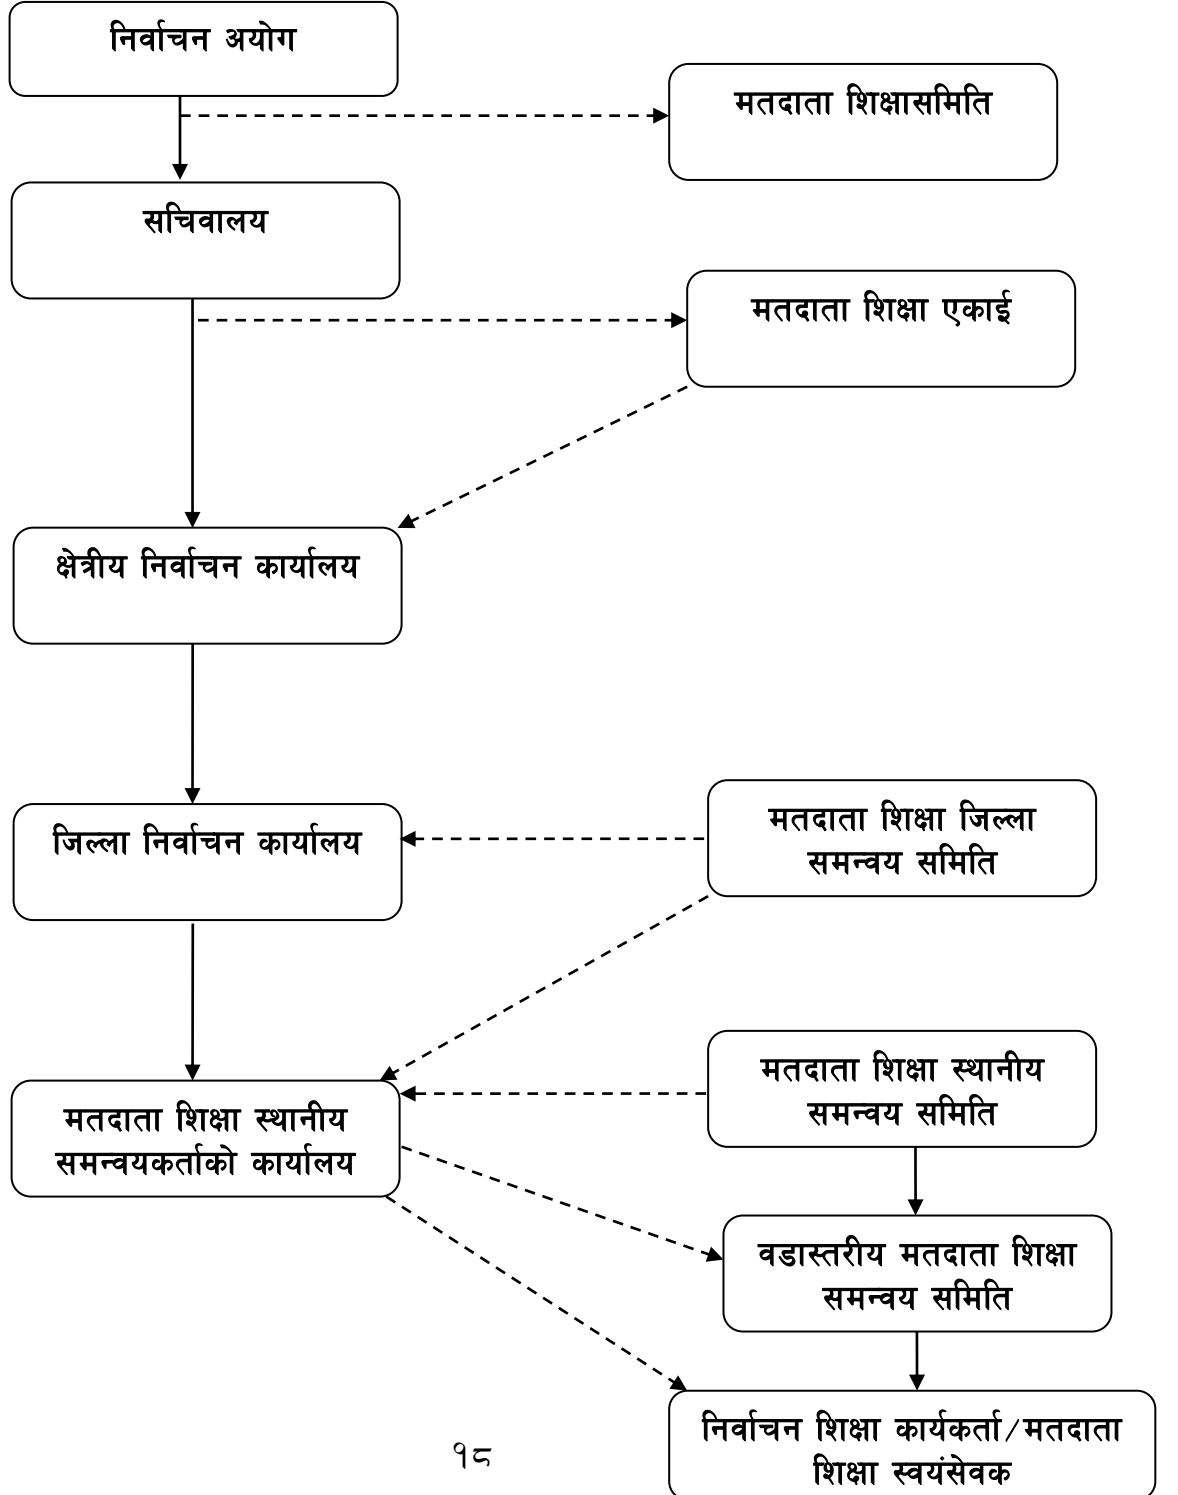 निर्वाचन अयोग
मतदाता शिक्षासमिति
सचिवालय
मतदाता शिक्षा एकाई
क्षेत्रीय निर्वाचन कार्यालय
मतदाता शिक्षा जिल्ला
समन्वय समिति
जिल्ला निर्वाचन कार्यालय
मतदाता शिक्षा स्थानीय
समन्वय समिति
मतदाता शिक्षा स्थानीय
समन्वयकर्ताको कार्यालय
वडास्तरीय मतदाता शिक्षा
समन्वय समिति
निर्वाचन शिक्षा कार्यकर्ता/मतदाता
शिक्षा स्वयंसेवक
१८